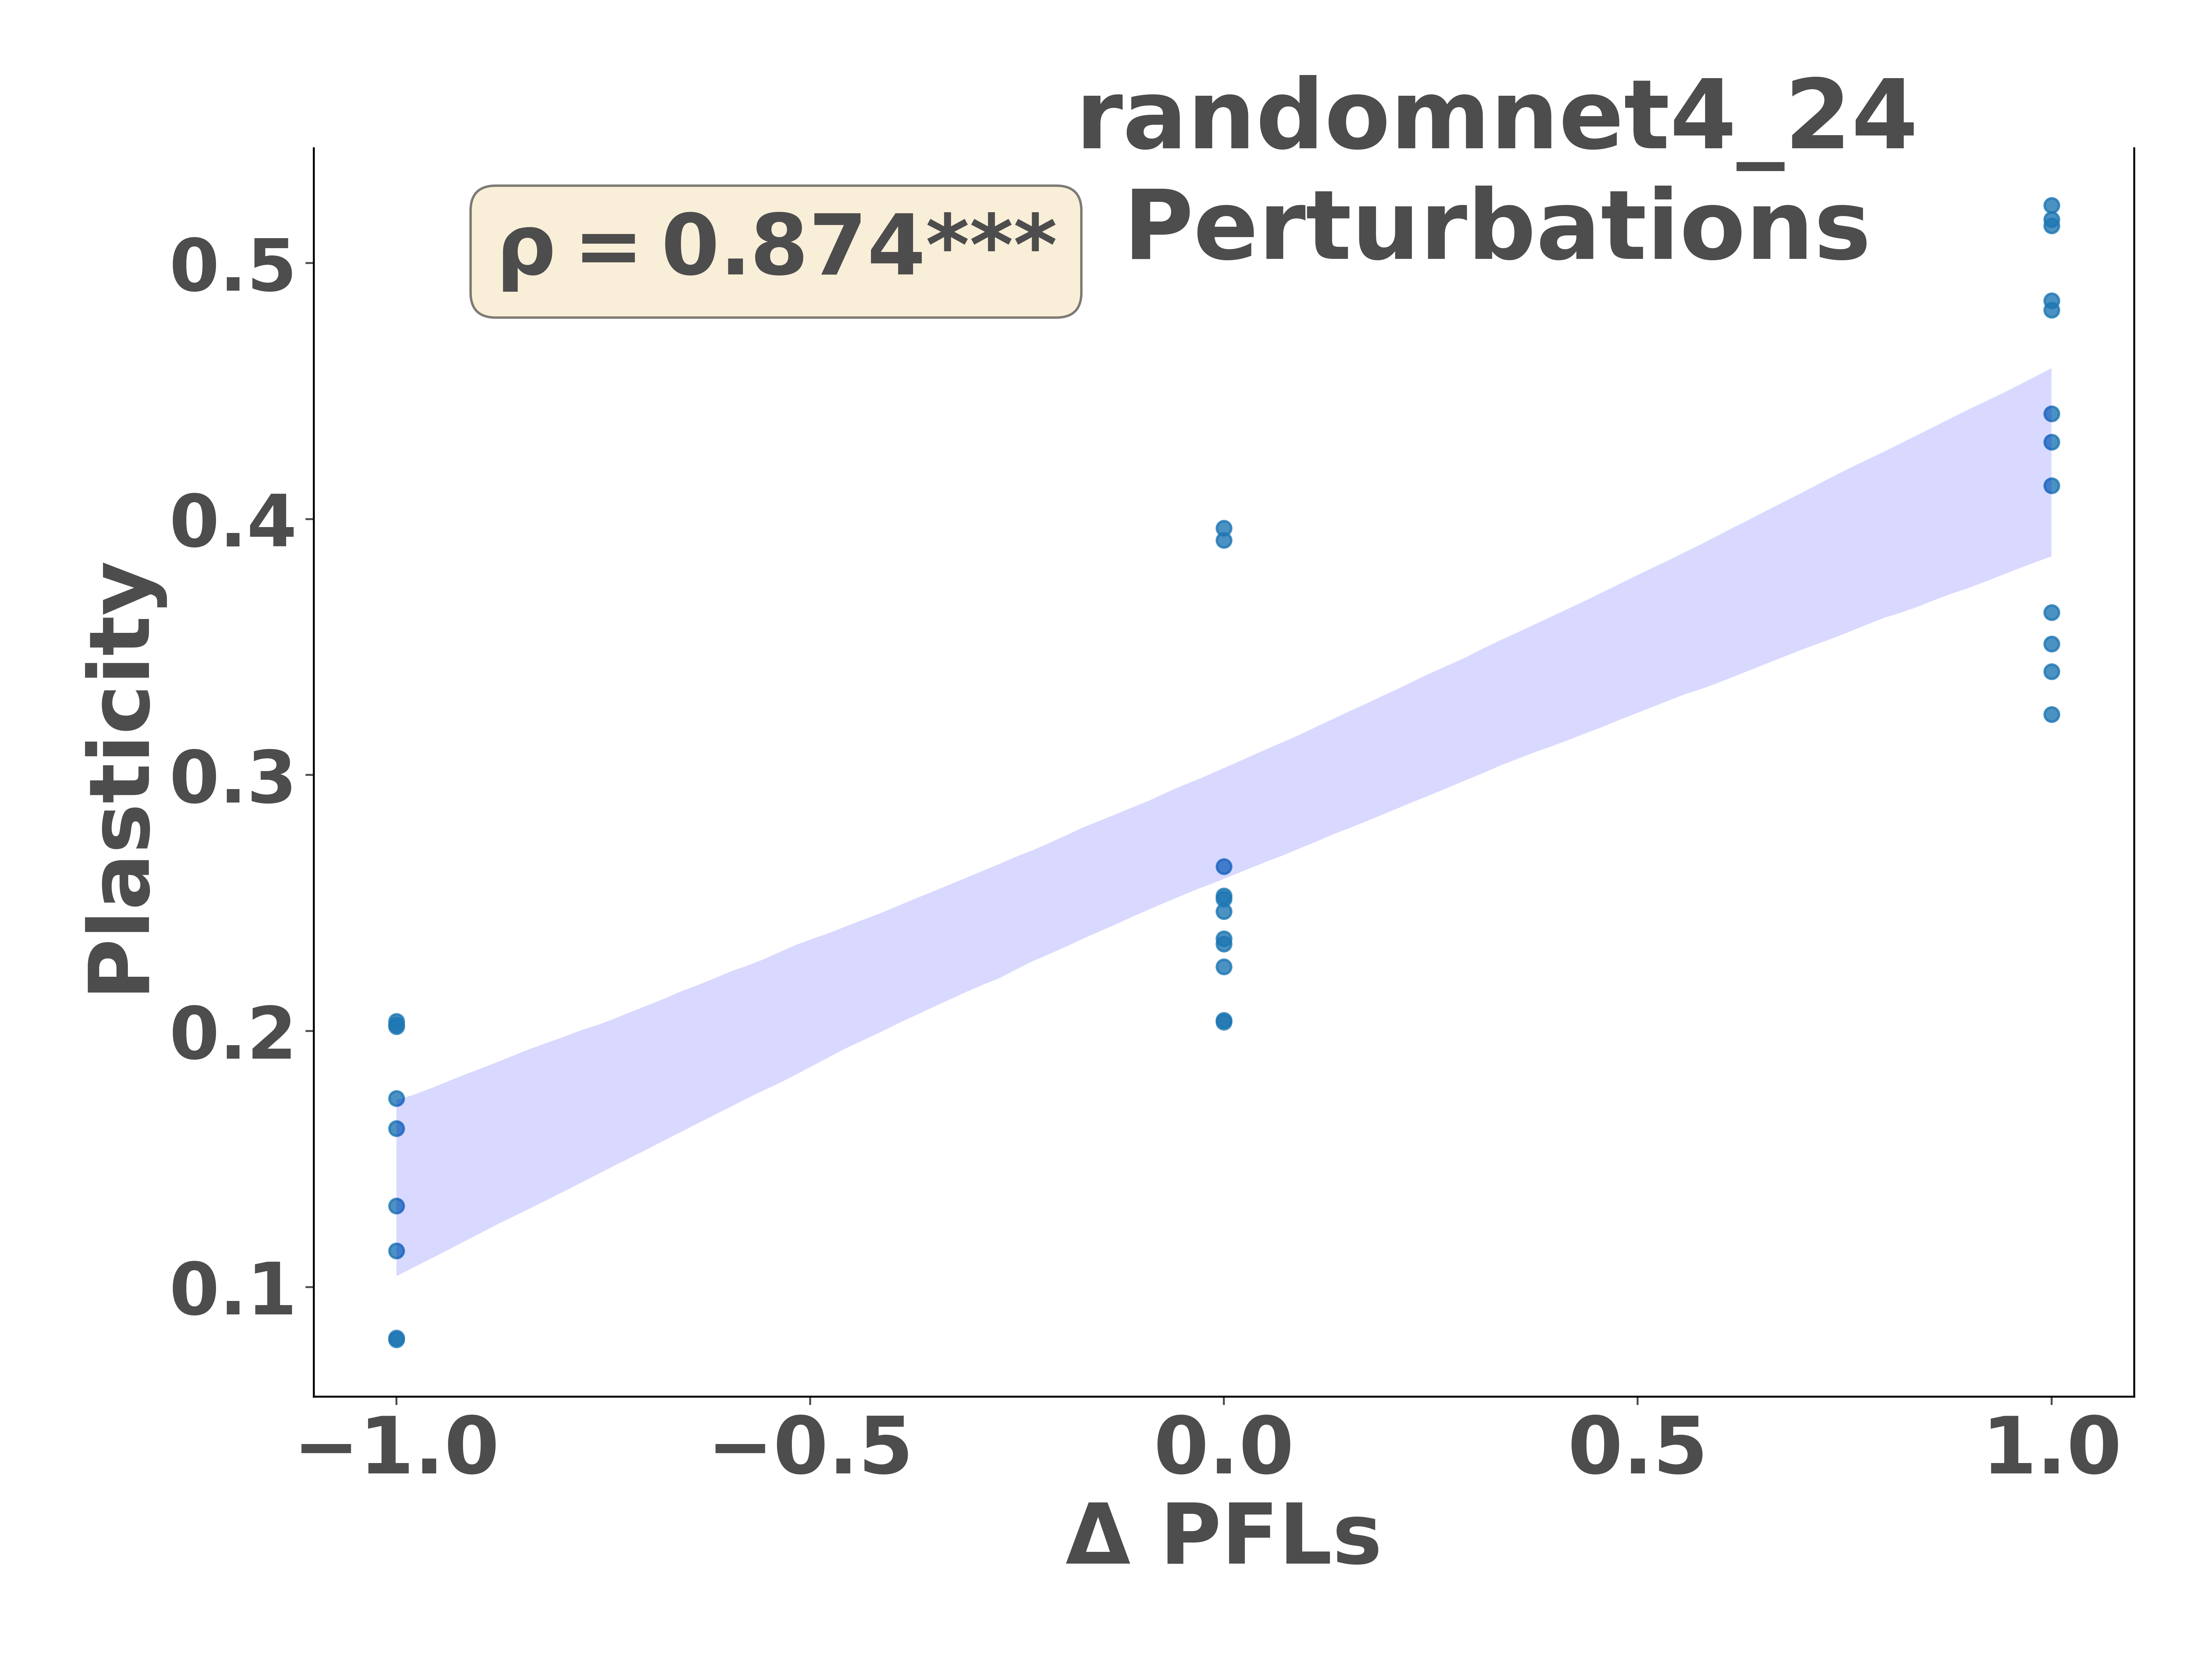 randomnet4_24
Perturbations
ρ = 0.874***
Plasticity
0.5
0.4
0.3
0.2
0.1
−1.0 −0.5 0.0 0.5 1.0
Δ PFLs